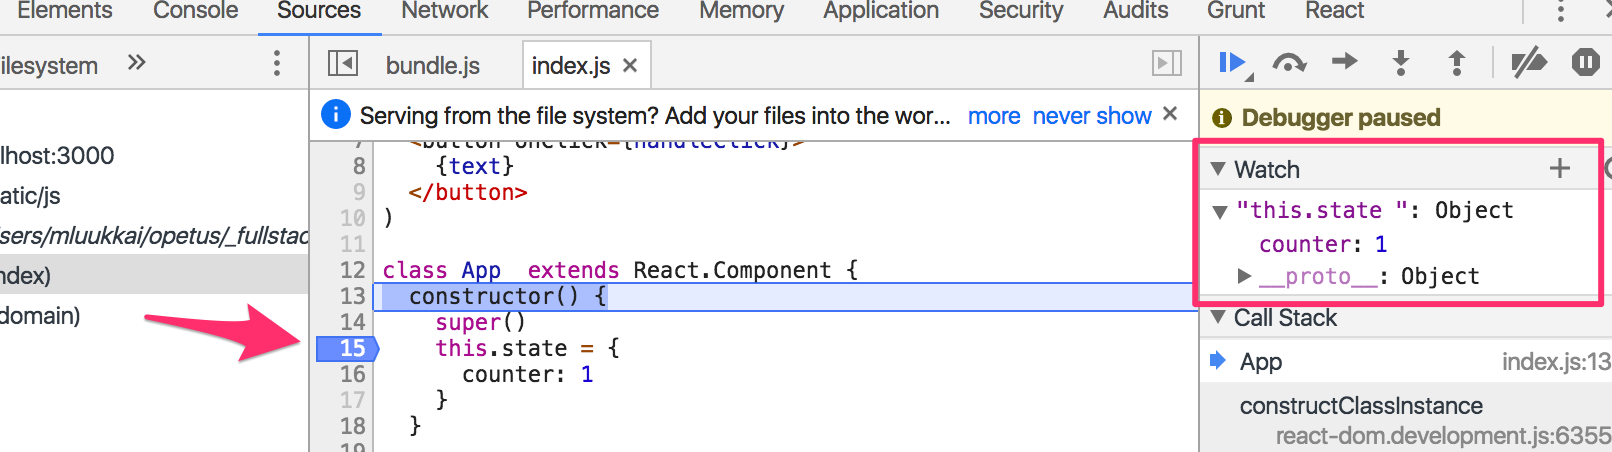 Elements Console Sources Network Performance Memory Application Security Audits Grunt React
ilesystem »
bundle.js index.js ×
Serving from the file system? Add your files into the wor... more never show ×
lhost:3000
atic/js
sers/mluukkai/opetus/_fullstac
ndex)
domain)
7 <button onClick={handleClick}>
8 {text}
9 </button>
10 )
11
12 class App extends React.Component {
13 constructor() {
14 super()
15 this.state = {
16 counter: 1
17 }
18 }
19
Debugger paused
Watch
"this.state ": Object
counter: 1
__proto__: Object
Call Stack
App index.js:13
constructClassInstance
react-dom.development.js:6355